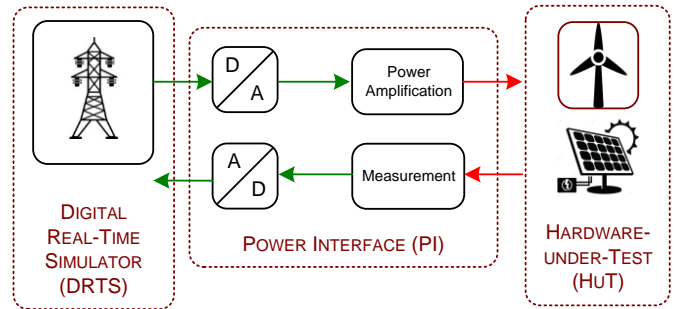 D
A
Power
Amplification
A
D
Measurement
DIGITAL
REAL-TIME
SIMULATOR
(DRTS)
POWER INTERFACE (PI)
HARDWARE-
UNDER-TEST
(HUT)